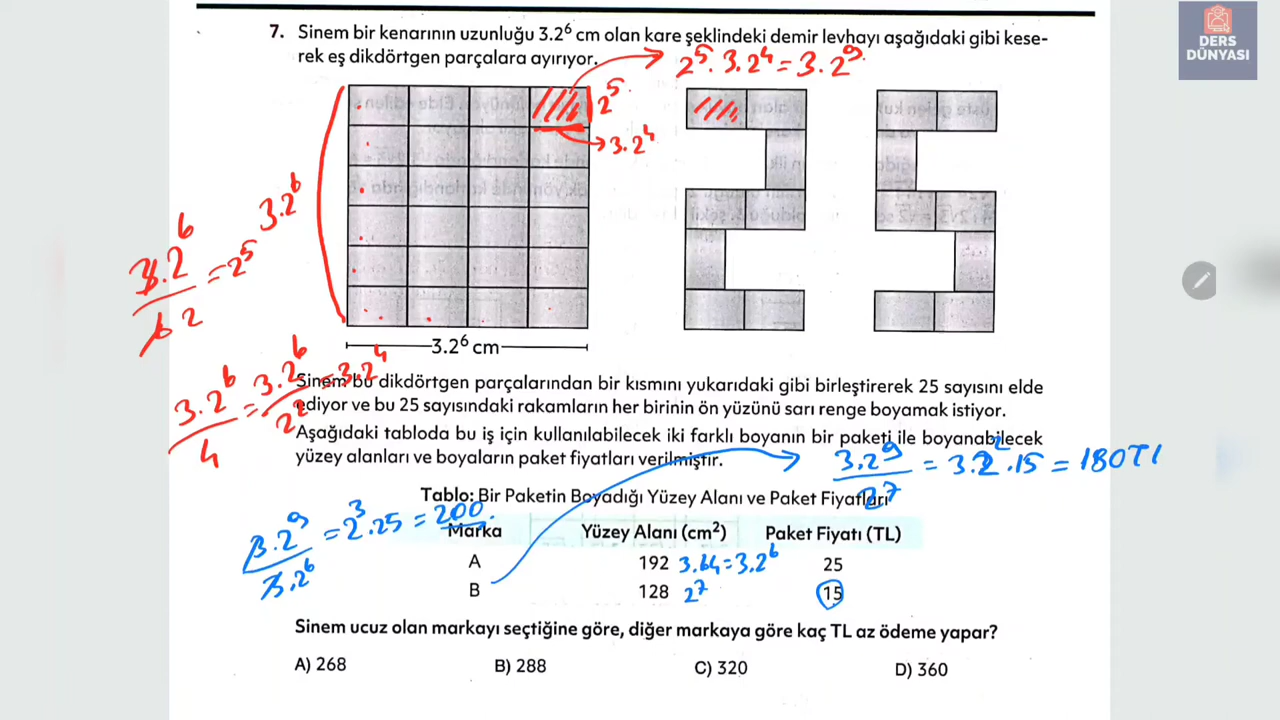 DERS
DÜNYASI
7. Sinem bir kenarının uzunluğu 3.2⁶ cm olan kare şeklindeki demir levhayı aşağıdaki gibi kese-
rek eş dikdörtgen parçalara ayırıyor.
2⁵.3.2⁴=3.2⁹
2⁵
3.2⁴
3.2⁶
3.2⁶/6 2 = 2⁵
3.2⁶ cm
3.2⁶/4 = 3.2⁶/2² = 3.2⁴
Sinem bu dikdörtgen parçalarından bir kısmını yukarıdaki gibi birleştirerek 25 sayısını elde
ediyor ve bu 25 sayısındaki rakamların her birinin ön yüzünü sarı renge boyamak istiyor.
Aşağıdaki tabloda bu iş için kullanılabilecek iki farklı boyanın bir paketi ile boyanabilecek
yüzey alanları ve boyaların paket fiyatları verilmiştir.
3.2⁹/2⁷ = 3.2².15 = 180 TL
Tablo: Bir Paketin Boyadığı Yüzey Alanı ve Paket Fiyatları
3.2⁹/3.2⁶ = 2³.25 = 200
Marka Yüzey Alanı (cm²) Paket Fiyatı (TL)
A 192 3.64=3.2⁶ 25
B 128 2⁷ 15
Sinem ucuz olan markayı seçtiğine göre, diğer markaya göre kaç TL az ödeme yapar?
A) 268 B) 288 C) 320 D) 360